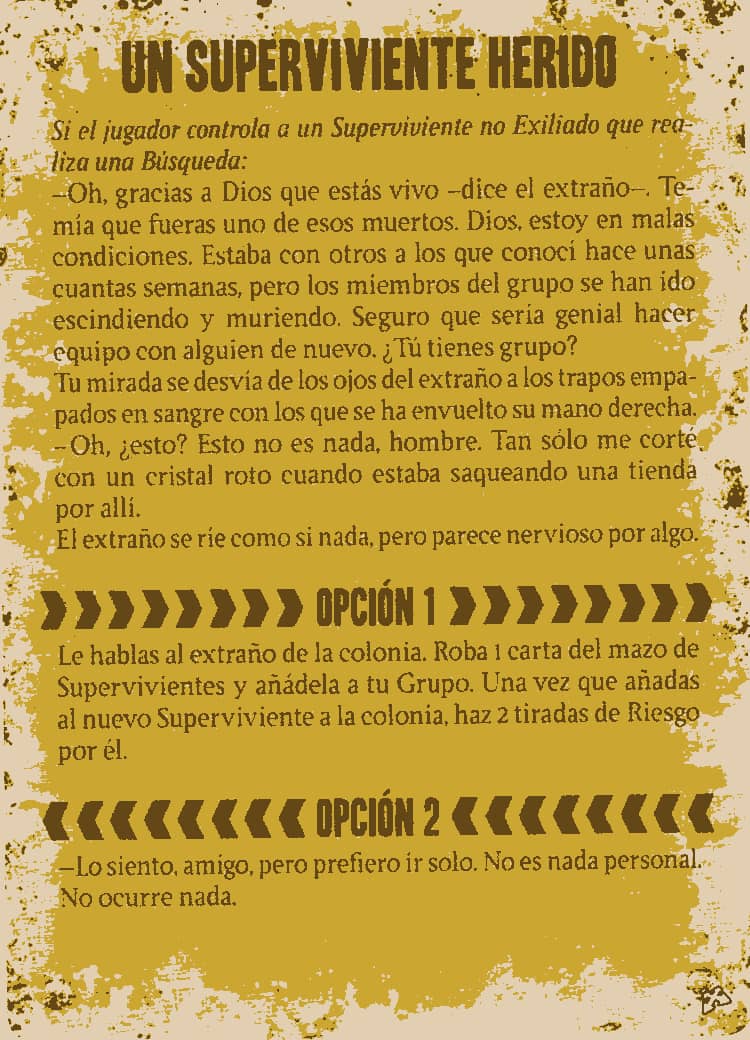 UN SUPERVIVIENTE HERIDO
Si el jugador controla a un Superviviente no Exiliado que rea-
liza una Búsqueda:
–Oh, gracias a Dios que estás vivo –dice el extraño–. Te-
mía que fueras uno de esos muertos. Dios, estoy en malas
condiciones. Estaba con otros a los que conocí hace unas
cuantas semanas, pero los miembros del grupo se han ido
escindiendo y muriendo. Seguro que sería genial hacer
equipo con alguien de nuevo. ¿Tú tienes grupo?
Tu mirada se desvía de los ojos del extraño a los trapos empa-
pados en sangre con los que se ha envuelto su mano derecha.
–Oh, ¿esto? Esto no es nada, hombre. Tan sólo me corté
con un cristal roto cuando estaba saqueando una tienda
por allí.
El extraño se ríe como si nada, pero parece nervioso por algo.
OPCIÓN 1
Le hablas al extraño de la colonia. Roba 1 carta del mazo de
Supervivientes y añádela a tu Grupo. Una vez que añadas
al nuevo Superviviente a la colonia, haz 2 tiradas de Riesgo
por él.
OPCIÓN 2
–Lo siento, amigo, pero prefiero ir solo. No es nada personal.
No ocurre nada.